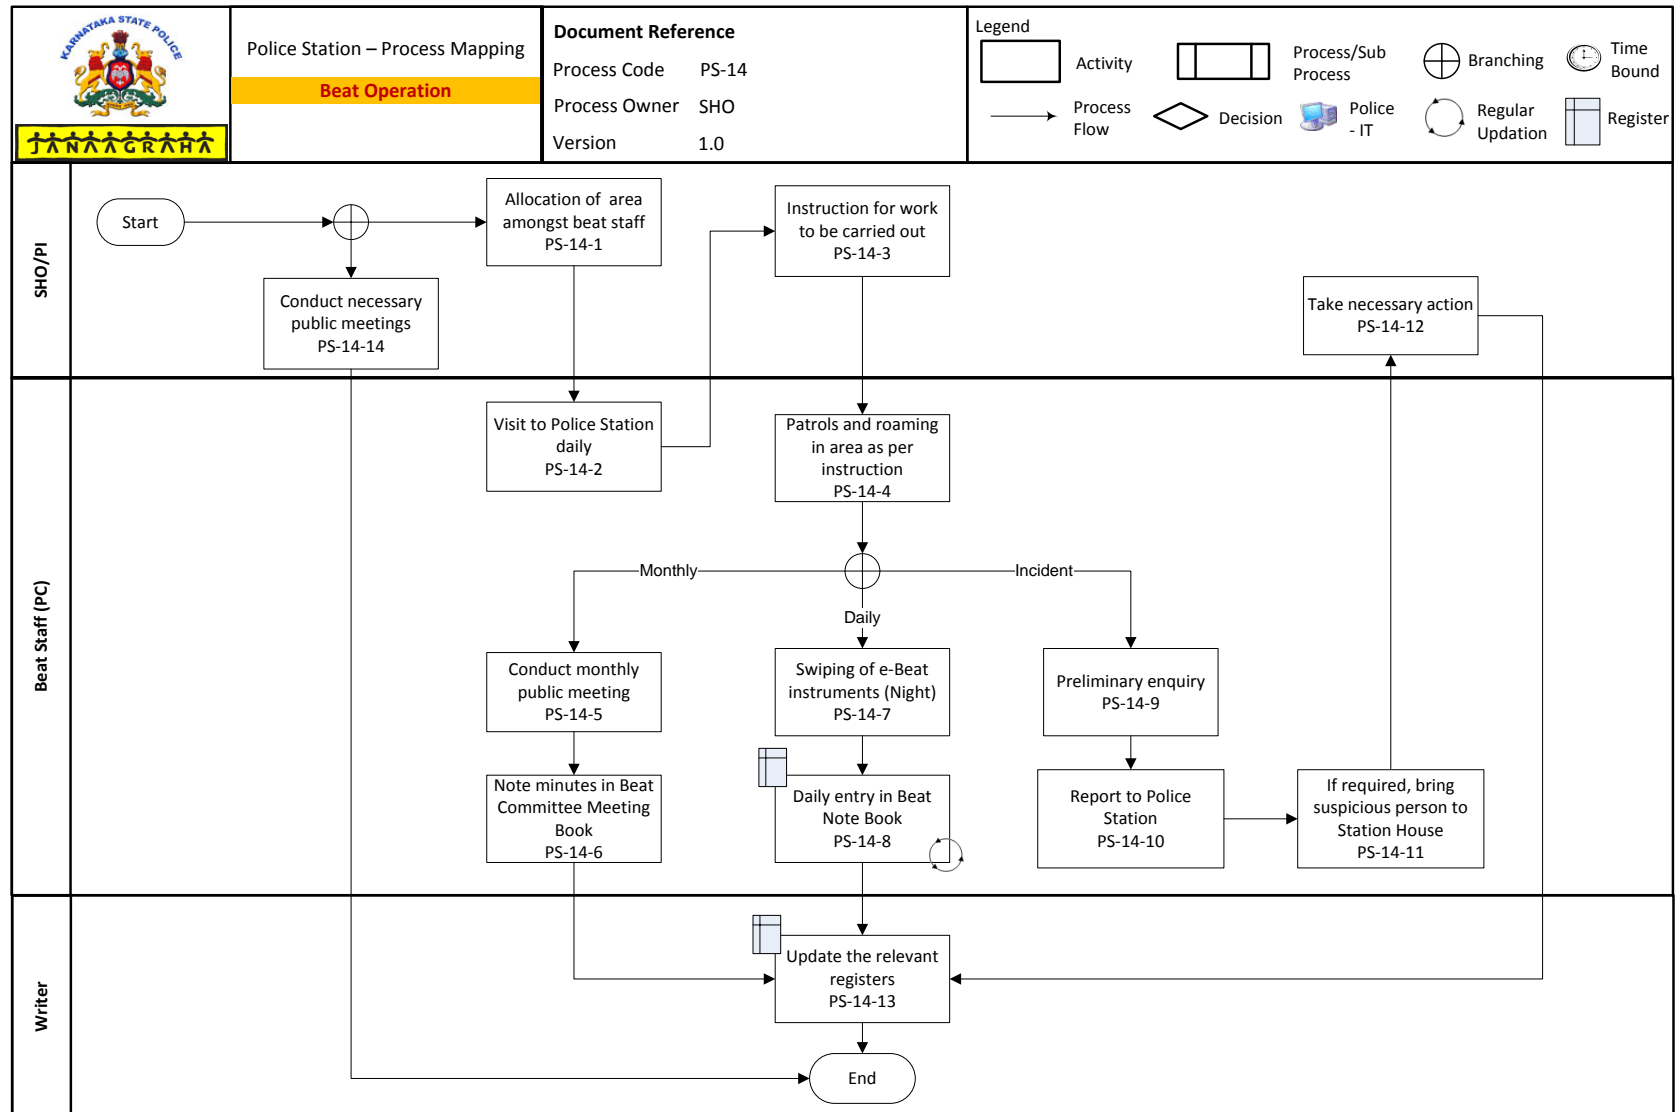 KARNATAKA STATE POLICE
JANAAGRAHA
Police Station – Process Mapping
Beat Operation
Document Reference
Process Code PS-14
Process Owner SHO
Version 1.0
Legend
Activity
Process/Sub
Process
Branching
Time
Bound
Process
Flow
Decision
Police
- IT
Regular
Updation
Register
SHO/PI
Start
Allocation of area
amongst beat staff
PS-14-1
Instruction for work
to be carried out
PS-14-3
Conduct necessary
public meetings
PS-14-14
Take necessary action
PS-14-12
Beat Staff (PC)
Visit to Police Station
daily
PS-14-2
Patrols and roaming
in area as per
instruction
PS-14-4
Monthly
Incident
Daily
Conduct monthly
public meeting
PS-14-5
Swiping of e-Beat
instruments (Night)
PS-14-7
Preliminary enquiry
PS-14-9
Note minutes in Beat
Committee Meeting
Book
PS-14-6
Daily entry in Beat
Note Book
PS-14-8
Report to Police
Station
PS-14-10
If required, bring
suspicious person to
Station House
PS-14-11
Writer
Update the relevant
registers
PS-14-13
End